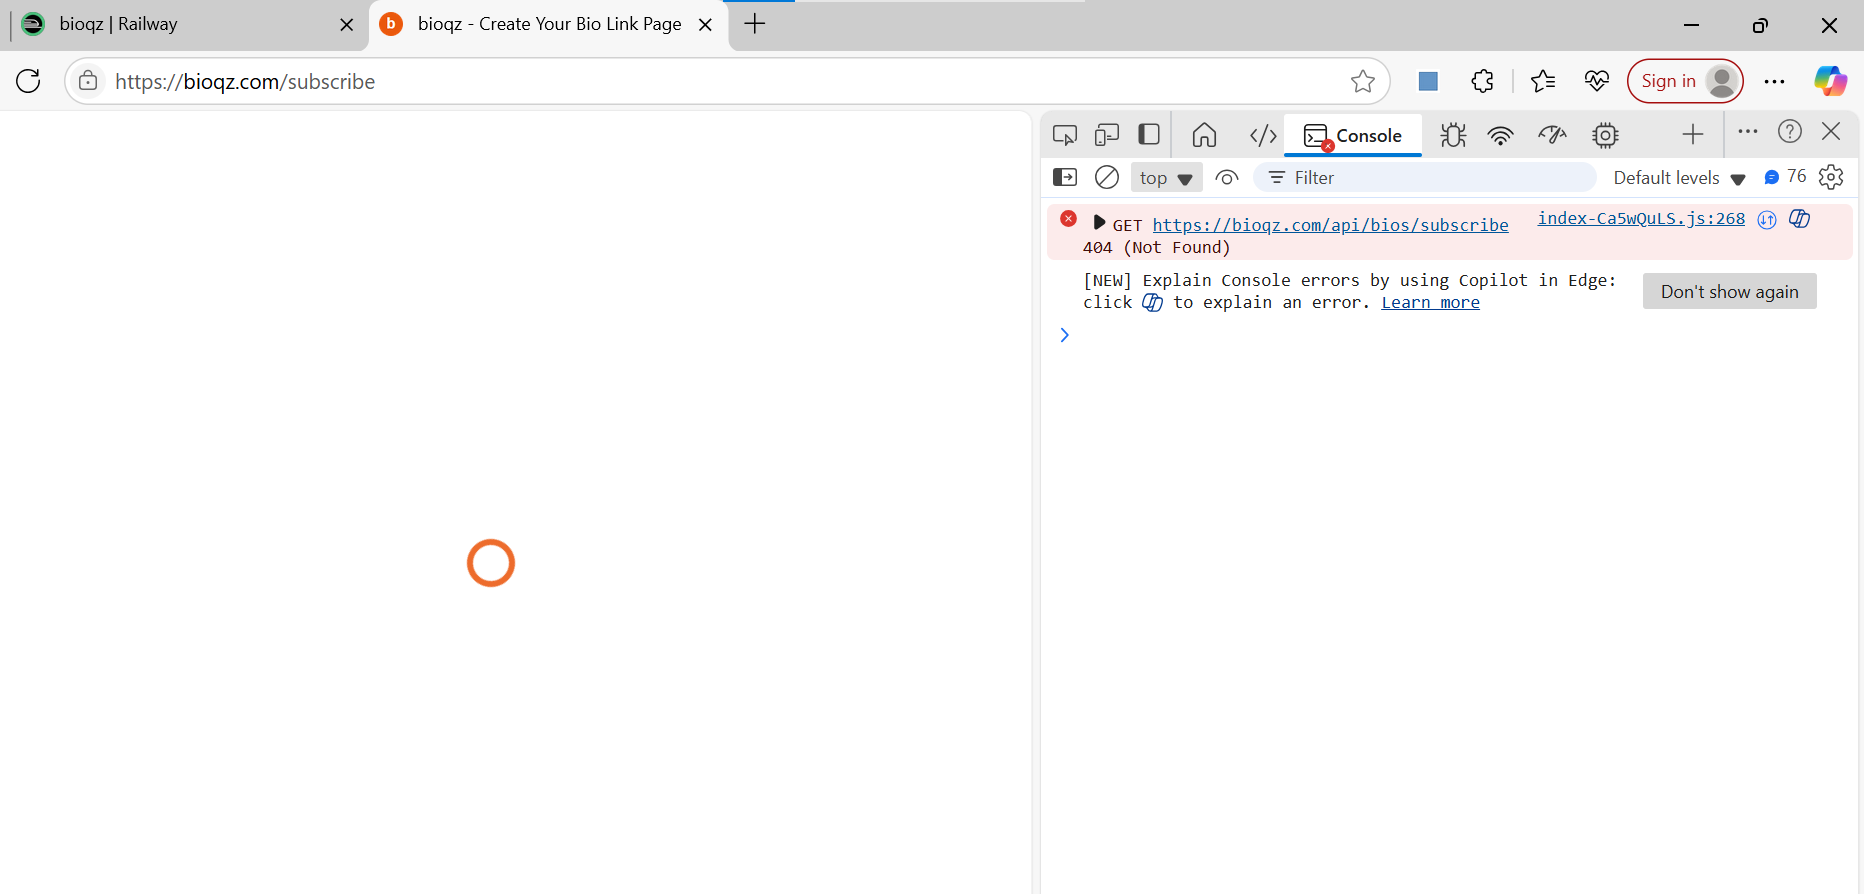 bioqz | Railway
b
bioqz - Create Your Bio Link Page
https://bioqz.com/subscribe
Sign in
Console
top
Filter
Default levels
76
GET https://bioqz.com/api/bios/subscribe
index-Ca5wQuLS.js:268
404 (Not Found)
[NEW] Explain Console errors by using Copilot in Edge:
click to explain an error. Learn more
Don't show again